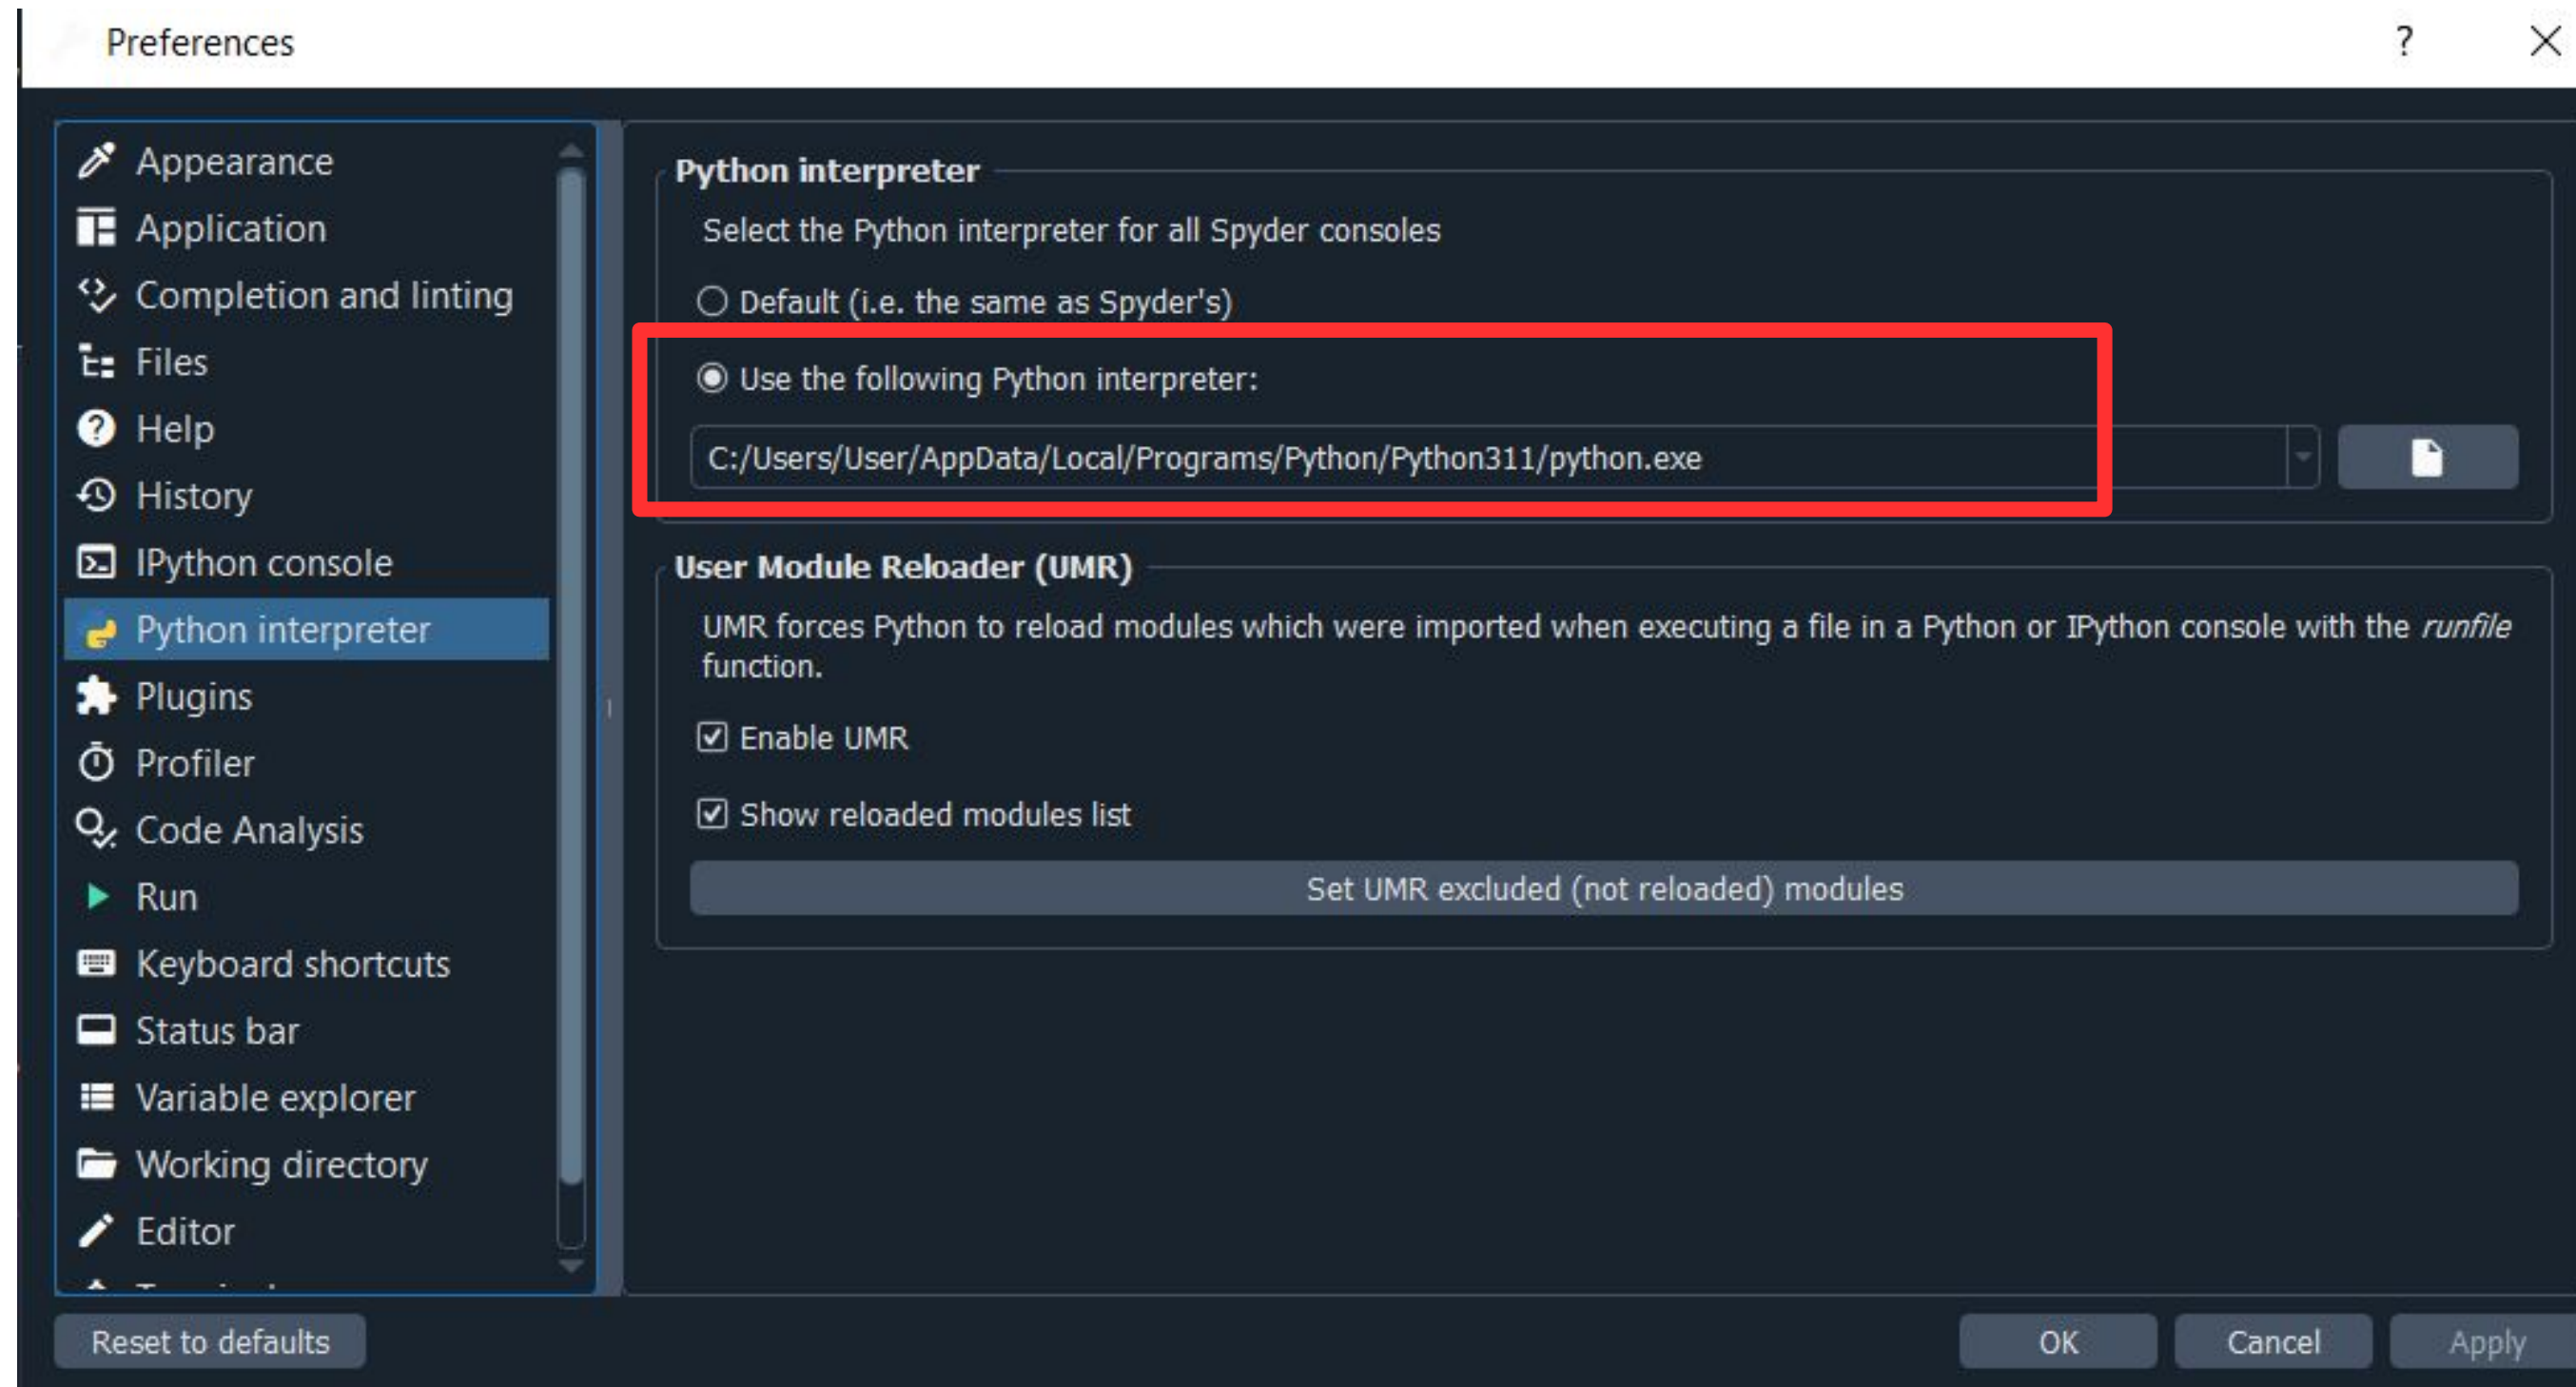 Preferences
?
Appearance
Application
Completion and linting
Files
Help
History
IPython console
Python interpreter
Plugins
Profiler
Code Analysis
Run
Keyboard shortcuts
Status bar
Variable explorer
Working directory
Editor
Python interpreter
Select the Python interpreter for all Spyder consoles
Default (i.e. the same as Spyder's)
Use the following Python interpreter:
C:/Users/User/AppData/Local/Programs/Python/Python311/python.exe
User Module Reloader (UMR)
UMR forces Python to reload modules which were imported when executing a file in a Python or IPython console with the runfile
function.
Enable UMR
Show reloaded modules list
Set UMR excluded (not reloaded) modules
Reset to defaults
OK
Cancel
Apply